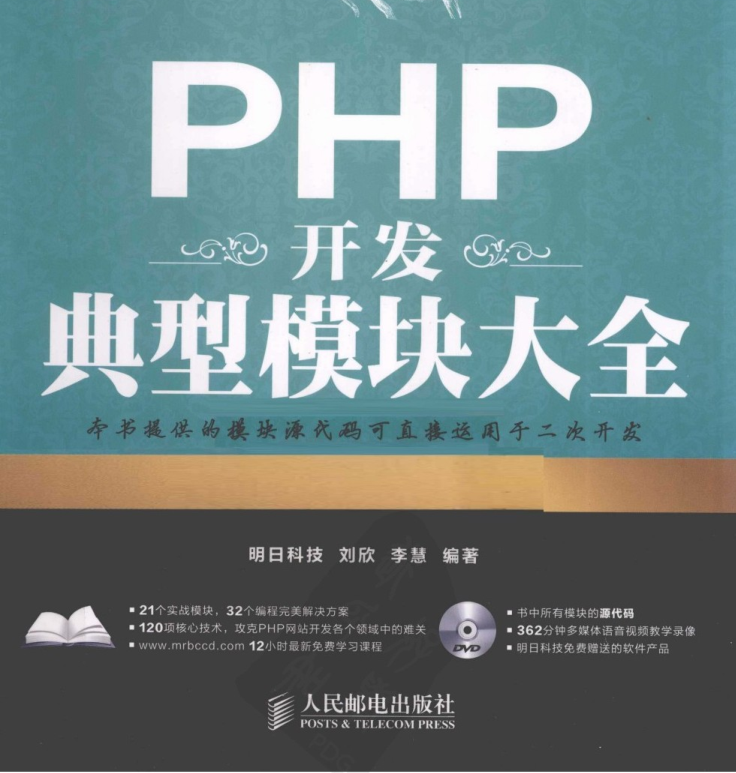 PHP
开发
典型模块大全
本书提供的模块源代码可直接运用于二次开发
明日科技 刘欣 李慧 编著
▪ 21个实战模块，32个编程完美解决方案
▪ 120项核心技术，攻克PHP网站开发各个领域中的难关
▪ www.mrbccd.com 12小时最新免费学习课程
DVD
▪ 书中所有模块的源代码
▪ 362分钟多媒体语音视频教学录像
▪ 明日科技免费赠送的软件产品
人民邮电出版社
POSTS & TELECOM PRESS